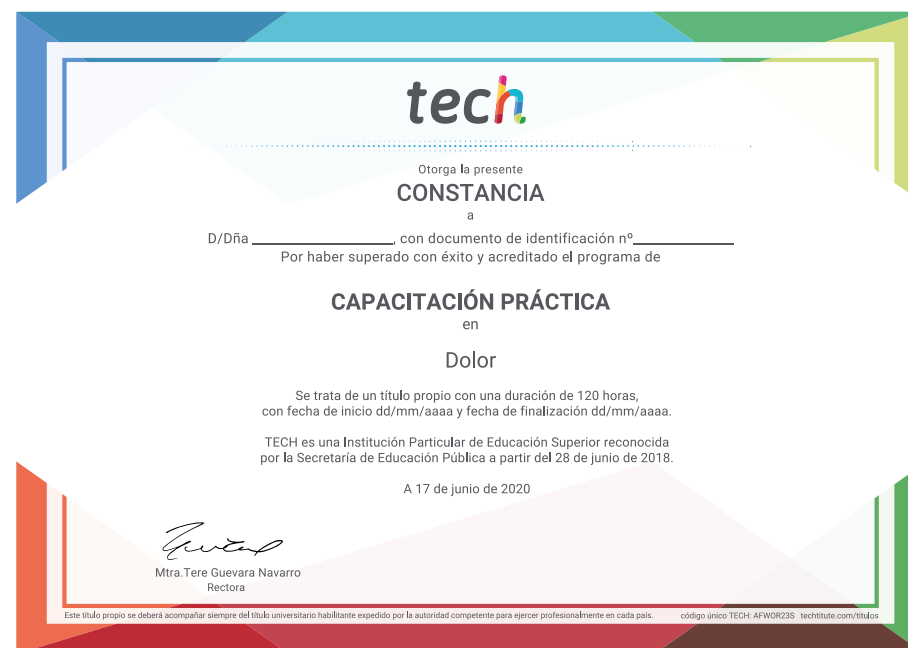 tech
Otorga la presente
CONSTANCIA
a
D/Dña ____________________, con documento de identificación nº______________
Por haber superado con éxito y acreditado el programa de
CAPACITACIÓN PRÁCTICA
en
Dolor
Se trata de un título propio con una duración de 120 horas,
con fecha de inicio dd/mm/aaaa y fecha de finalización dd/mm/aaaa.
TECH es una Institución Particular de Educación Superior reconocida
por la Secretaría de Educación Pública a partir del 28 de junio de 2018.
A 17 de junio de 2020
Mtra.Tere Guevara Navarro
Rectora
Este título propio se deberá acompañar siempre del título universitario habilitante expedido por la autoridad competente para ejercer profesionalmente en cada país. código único TECH: AFWOR23S techtitute.com/titulos